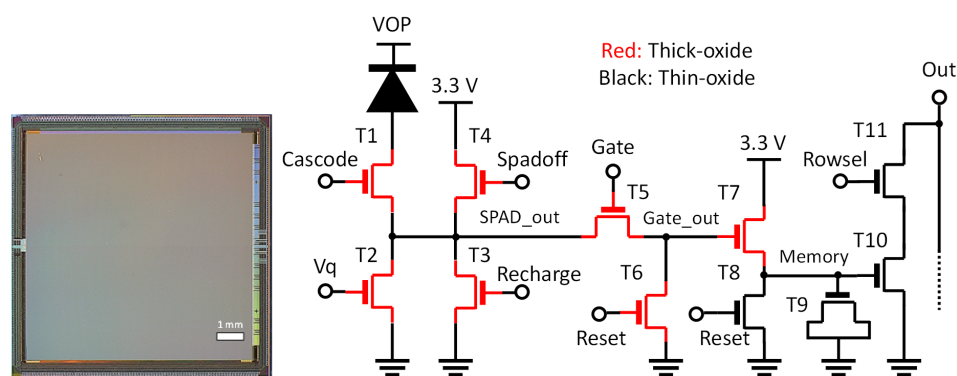 VOP
Red: Thick-oxide
Black: Thin-oxide
Out
3.3 V
T1
T4
T11
Cascode
Spadoff
Gate
3.3 V
Rowsel
T5
T7
SPAD_out
Gate_out
T2
T3
T10
Memory
Vq
Recharge
T6
T8
T9
1 mm
Reset
Reset